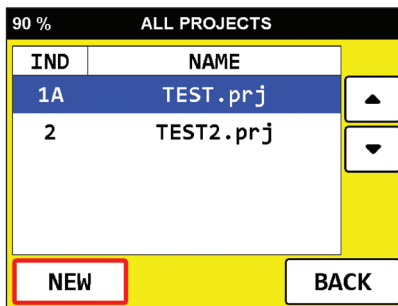 90 % ALL PROJECTS
IND NAME
1A TEST.prj
2 TEST2.prj
NEW BACK